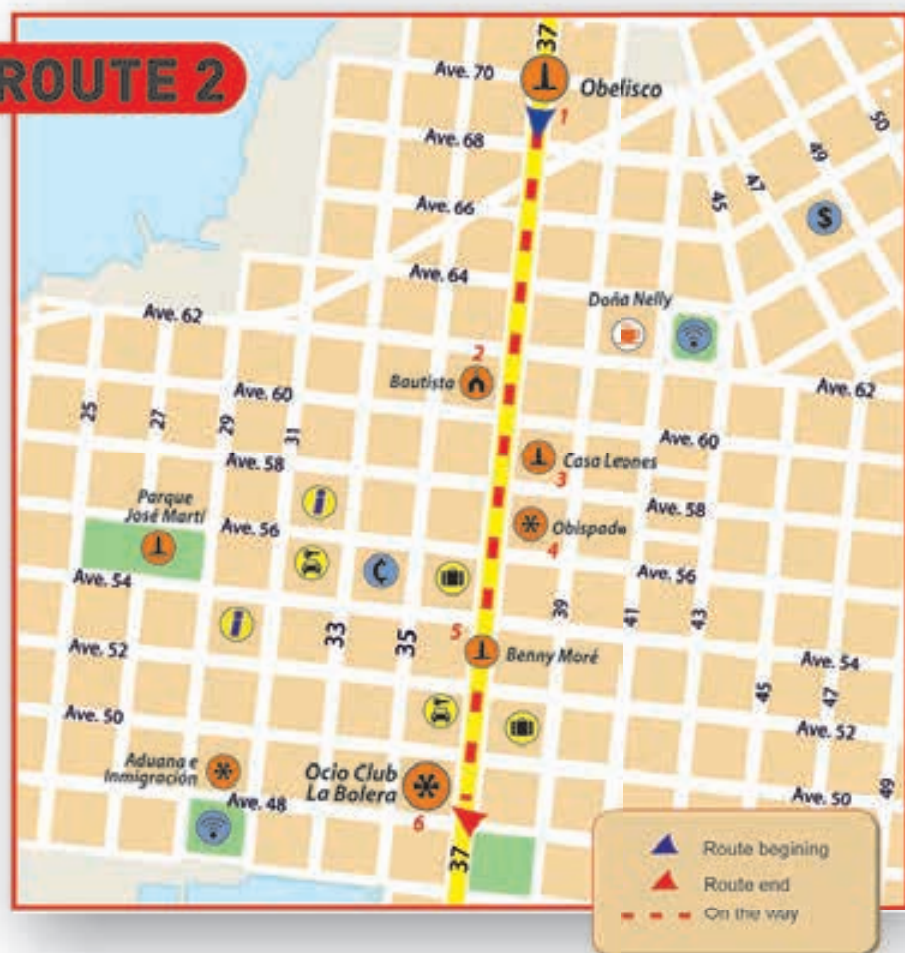 ROUTE 2
37
Ave. 70
Obelisco
1
50
Ave. 68
49
47
45
Ave. 66
$
Ave. 64
Doña Nelly
Ave. 62
2
Bautista
Ave. 62
Ave. 60
25
27
29
31
Ave. 60
Casa Leones
3
Ave. 58
Parque
José Martí
i
Ave. 58
Obispado
4
Ave. 56
Ave. 56
Ave. 54
₵
39
41
43
i
33
35
5
Benny Moré
Ave. 52
Ave. 54
45
47
Ave. 50
Ave. 52
Aduana e
Inmigración
Ocio Club
La Bolera
6
Ave. 48
Ave. 50
49
37
Route begining
Route end
On the way